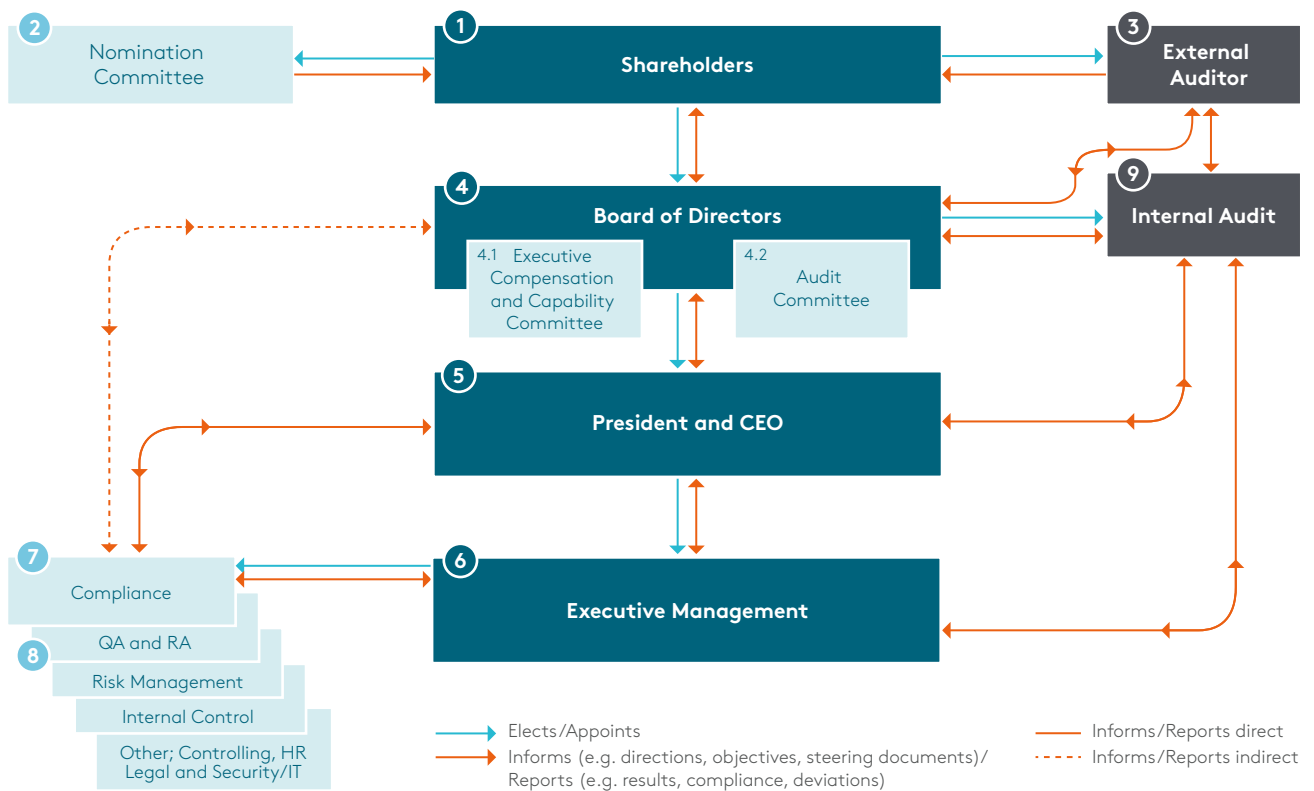 2
Nomination
Committee
1
Shareholders
3
External
Auditor
4
Board of Directors
4.1 Executive
Compensation
and Capability
Committee
4.2
Audit
Committee
9
Internal Audit
5
President and CEO
7
Compliance
6
Executive Management
QA and RA
8
Risk Management
Internal Control
Other; Controlling, HR
Legal and Security/IT
Elects/Appoints
Informs (e.g. directions, objectives, steering documents)/
Reports (e.g. results, compliance, deviations)
Informs/Reports direct
Informs/Reports indirect